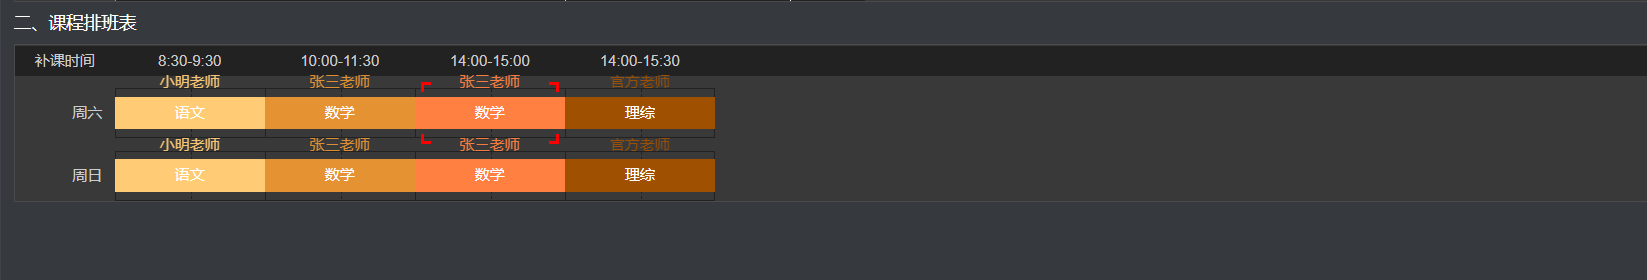 二、课程排班表
补课时间 8:30-9:30 10:00-11:30 14:00-15:00 14:00-15:30
小明老师 张三老师 张三老师 官方老师
周六 语文 数学 数学 理综
小明老师 张三老师 张三老师 官方老师
周日 语文 数学 数学 理综